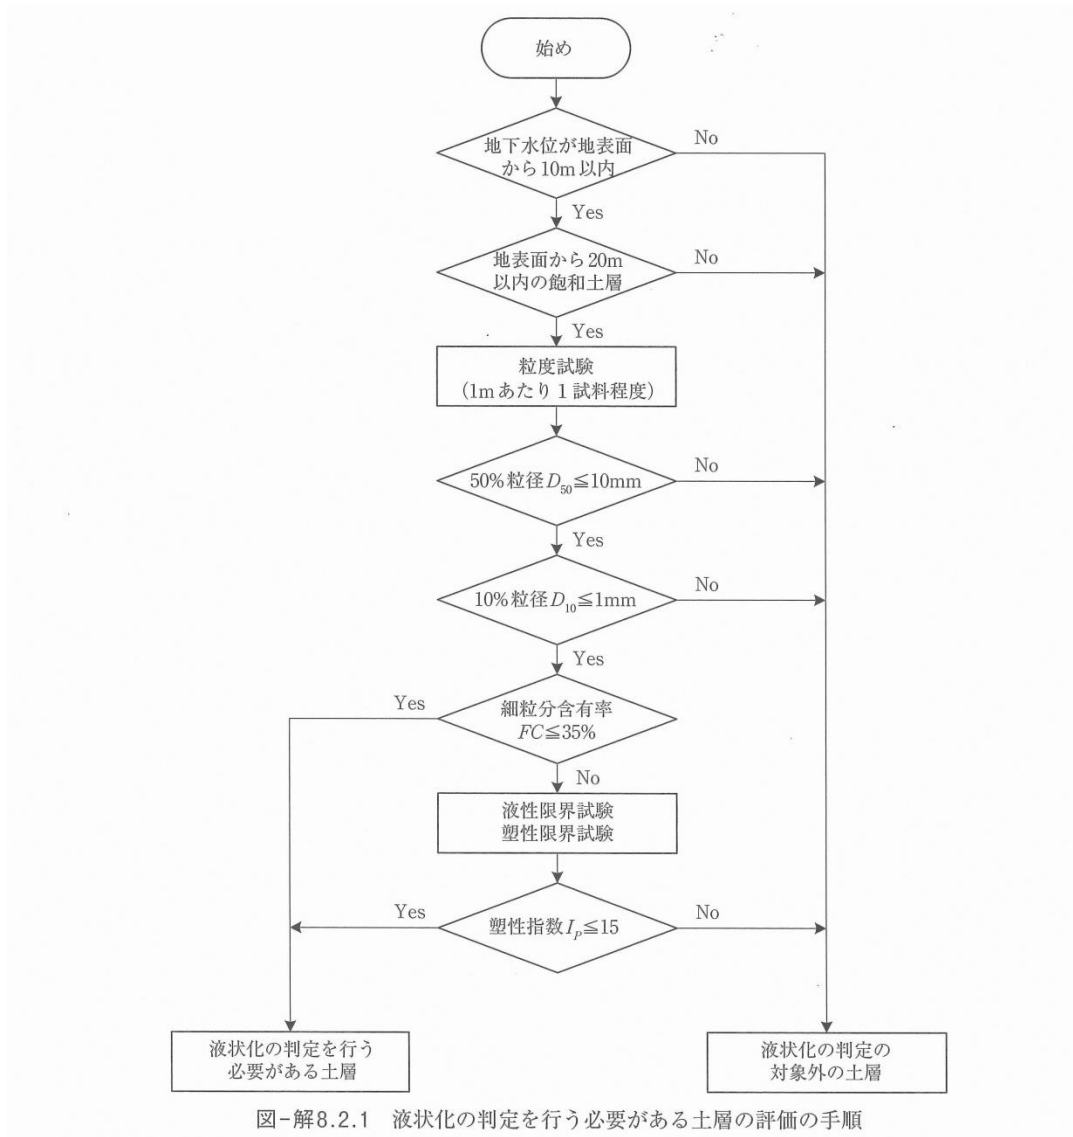 始め
地下水位が地表面
から10m以内
No
Yes
地表面から20m
以内の飽和土層
No
Yes
粒度試験
(1mあたり1試料程度)
50%粒径D50≦10mm
No
Yes
10%粒径D10≦1mm
No
Yes
細粒分含有率
FC≦35%
Yes
No
液性限界試験
塑性限界試験
塑性指数IP≦15
Yes
No
液状化の判定を行う
必要がある土層
液状化の判定の
対象外の土層
図-解8.2.1 液状化の判定を行う必要がある土層の評価の手順